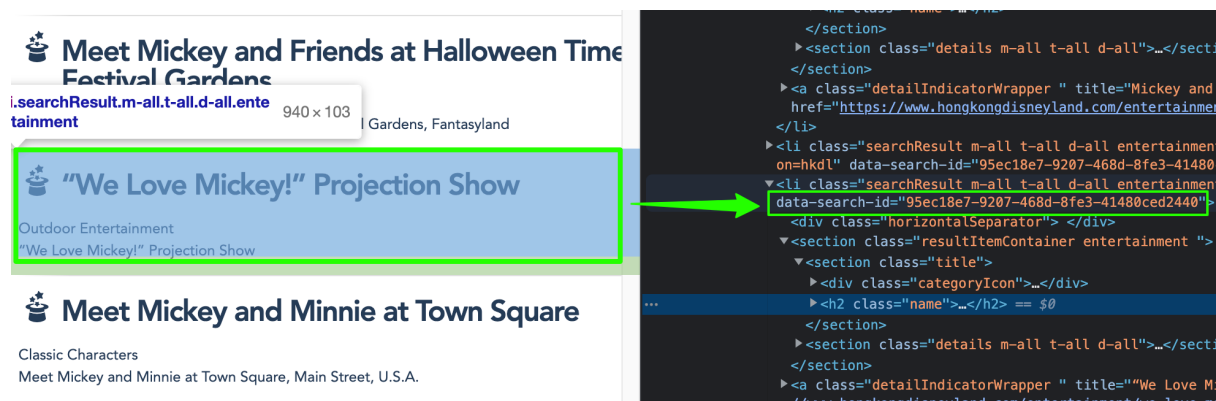 Meet Mickey and Friends at Halloween Time
Festival Gardens
i.searchResult.m-all.t-all.d-all.ente
tainment
940 × 103
Gardens, Fantasyland
“We Love Mickey!” Projection Show
Outdoor Entertainment
“We Love Mickey!” Projection Show
Meet Mickey and Minnie at Town Square
Classic Characters
Meet Mickey and Minnie at Town Square, Main Street, U.S.A.
</section>
▶<section class="details m-all t-all d-all">…</secti
</section>
▶<a class="detailIndicatorWrapper " title="Mickey and
href="https://www.hongkongdisneyland.com/entertainmen
</li>
▶<li class="searchResult m-all t-all d-all entertainment
on=hkdl" data-search-id="95ec18e7-9207-468d-8fe3-41480
▼<li class="searchResult m-all t-all d-all entertainment
data-search-id="95ec18e7-9207-468d-8fe3-41480ced2440">
<div class="horizontalSeparator"> </div>
▼<section class="resultItemContainer entertainment ">
▼<section class="title">
▶<div class="categoryIcon">…</div>
… ▶<h2 class="name">…</h2> == $0
</section>
▶<section class="details m-all t-all d-all">…</secti
</section>
▶<a class="detailIndicatorWrapper " title="“We Love Mi